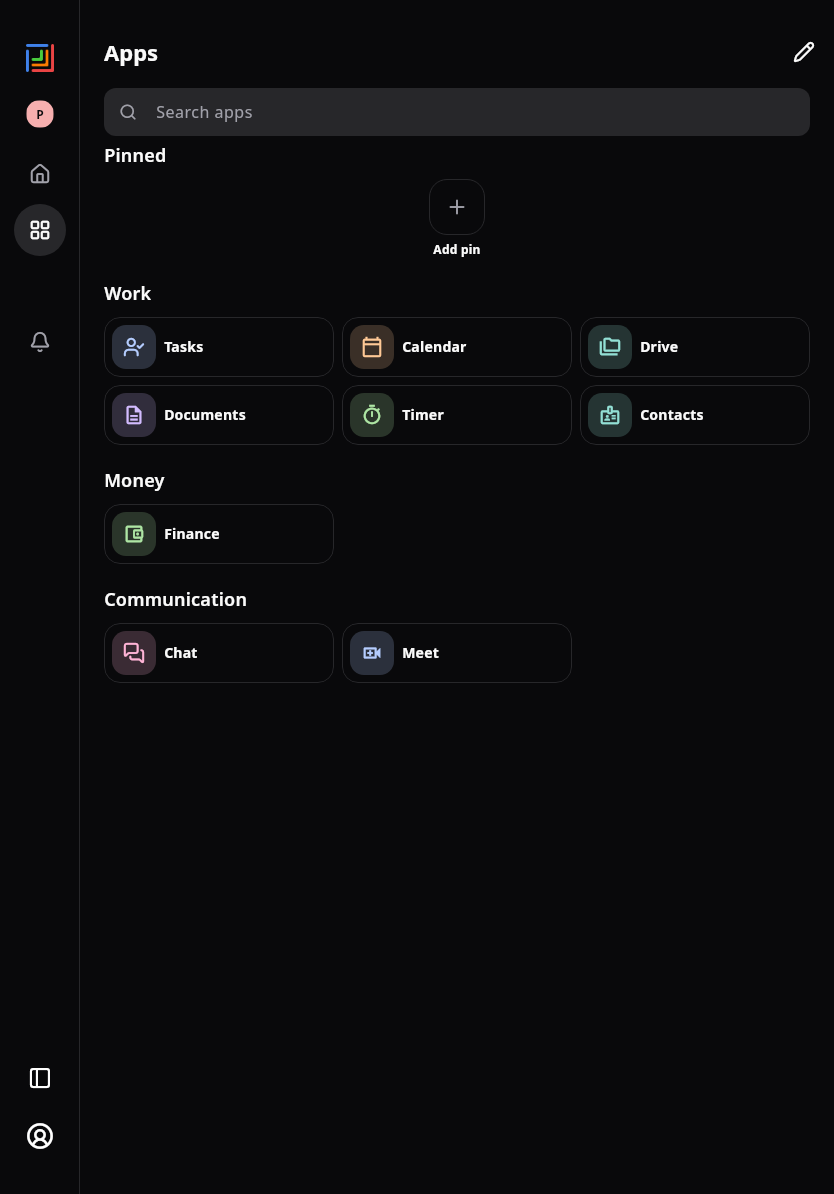 Apps
P
Search apps
Pinned
Add pin
Work
Tasks
Calendar
Drive
Documents
Timer
Contacts
Money
Finance
Communication
Chat
Meet